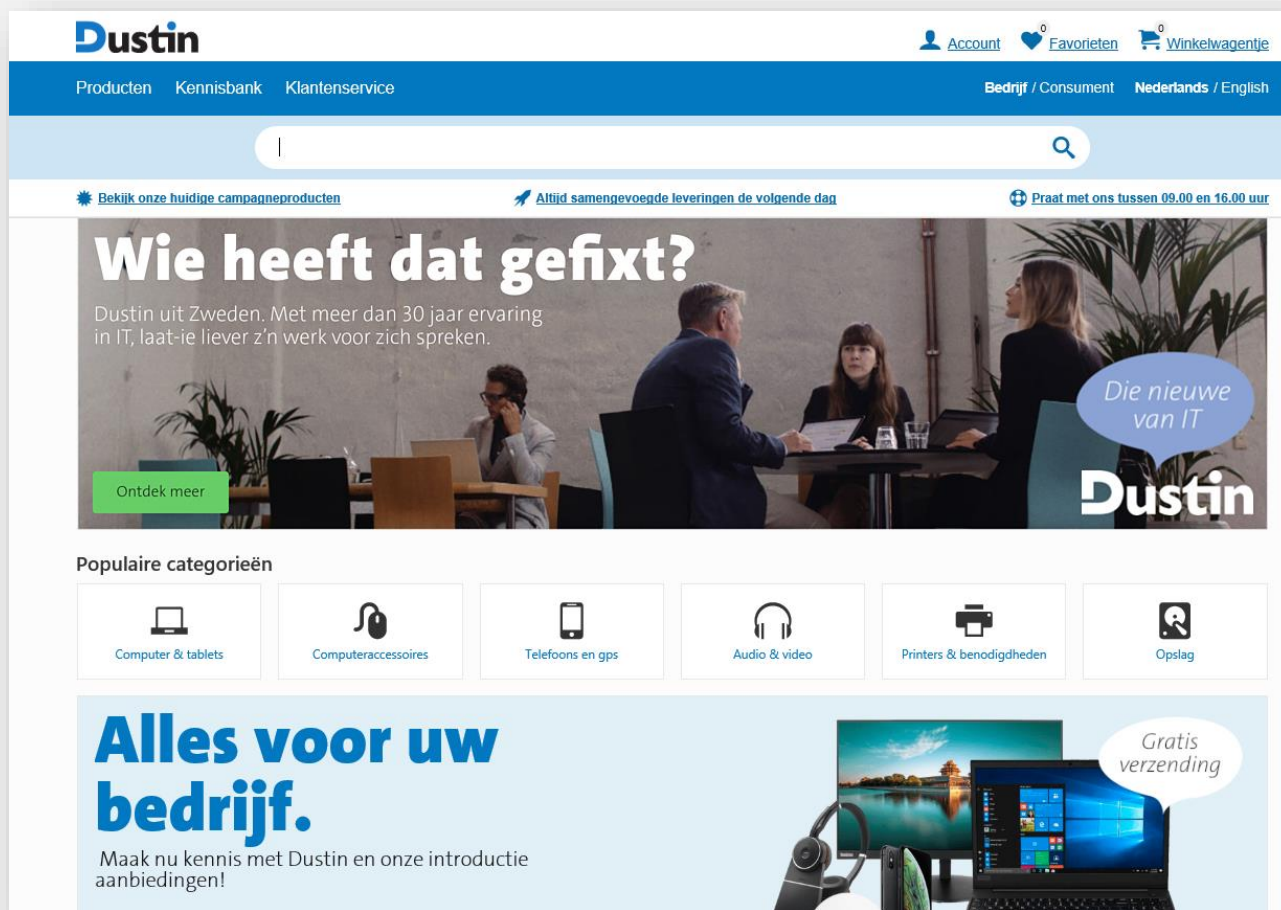 Dustin
0
Account
0
Favorieten
Winkelwagentje
Producten Kennisbank Klantenservice
Bedrijf / Consument Nederlands / English
Bekijk onze huidige campagneproducten
Altijd samengevoegde leveringen de volgende dag
Praat met ons tussen 09.00 en 16.00 uur
Wie heeft dat gefixt?
Dustin uit Zweden. Met meer dan 30 jaar ervaring
in IT, laat-ie liever z'n werk voor zich spreken.
Die nieuwe
van IT
Ontdek meer
Dustin
Populaire categorieën
Computer & tablets
Computeraccessoires
Telefoons en gps
Audio & video
Printers & benodigdheden
Opslag
Alles voor uw
bedrijf.
Maak nu kennis met Dustin en onze introductie
aanbiedingen!
Gratis
verzending